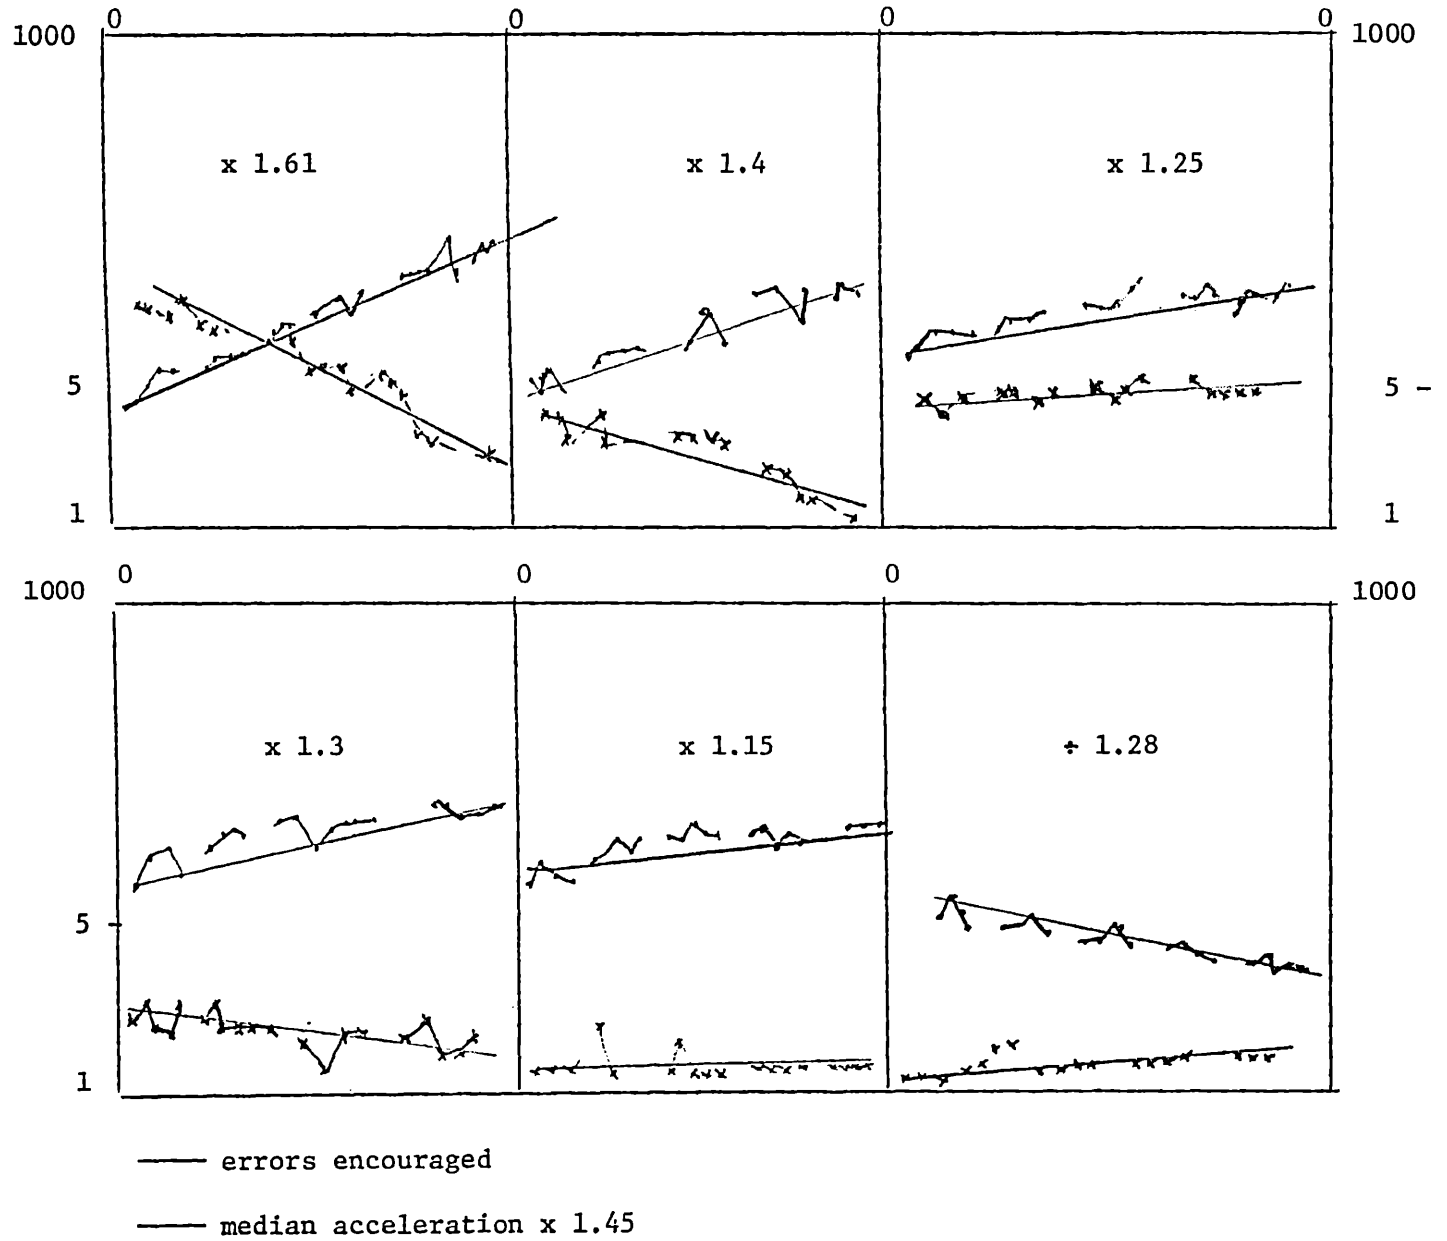 0 0 0 0
1000 1000
x 1.61 x 1.4 x 1.25
5 5
1 1
0 0 0
1000 1000
x 1.3 x 1.15 ÷ 1.28
5
1
errors encouraged
median acceleration x 1.45